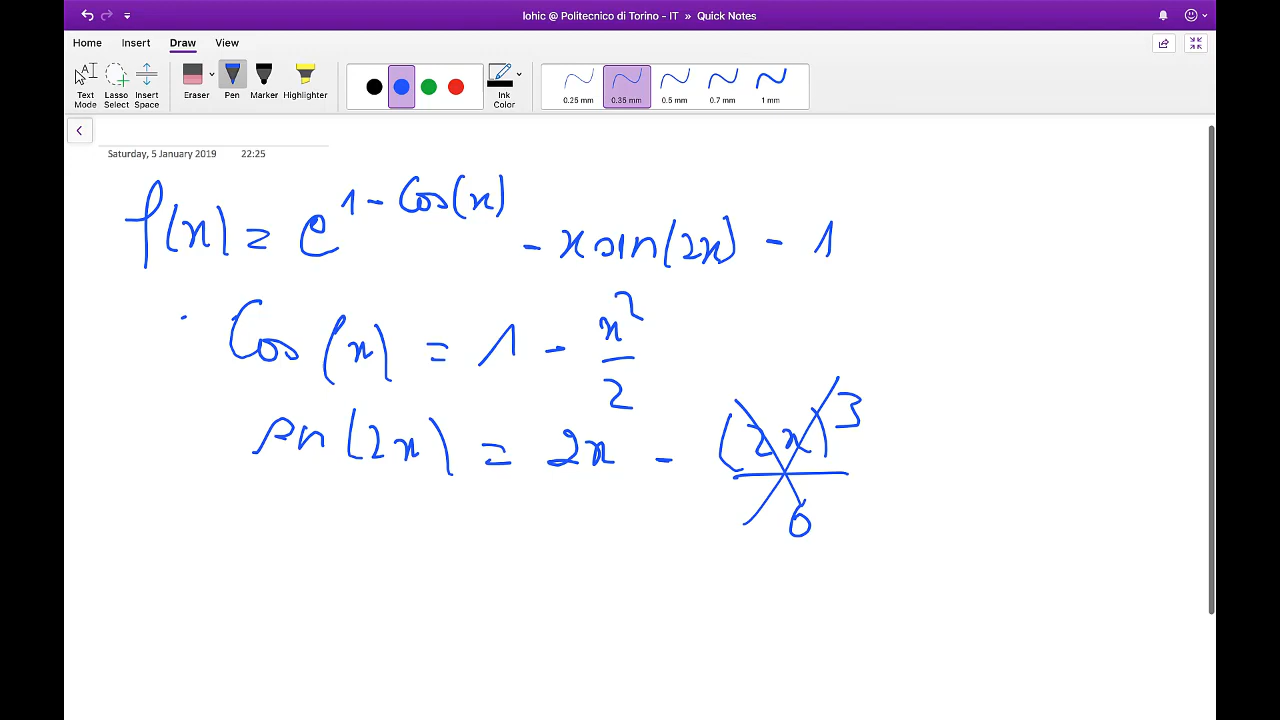 Iohic @ Politecnico di Torino - IT » Quick Notes
Home Insert Draw View
Text Mode Lasso Select Insert Space Eraser Pen Marker Highlighter Ink Color 0.25 mm 0.35 mm 0.5 mm 0.7 mm 1 mm
Saturday, 5 January 2019 22:25
f(x) = e^(1 - Cos(x)) - x sin(2x) - 1
Cos(x) = 1 - x²/2
sin(2x) = 2x - (2x)³/6